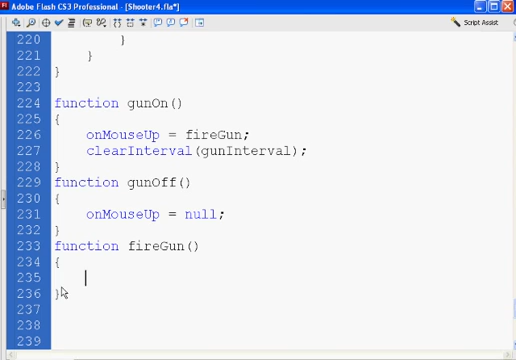 Adobe Flash CS3 Professional - [Shooter4.fla*]
Script Assist
220 }
221 }
222 }
223
224 function gunOn()
225 {
226 onMouseUp = fireGun;
227 clearInterval(gunInterval);
228 }
229 function gunOff()
230 {
231 onMouseUp = null;
232 }
233 function fireGun()
234 {
235
236 }
237
238
239